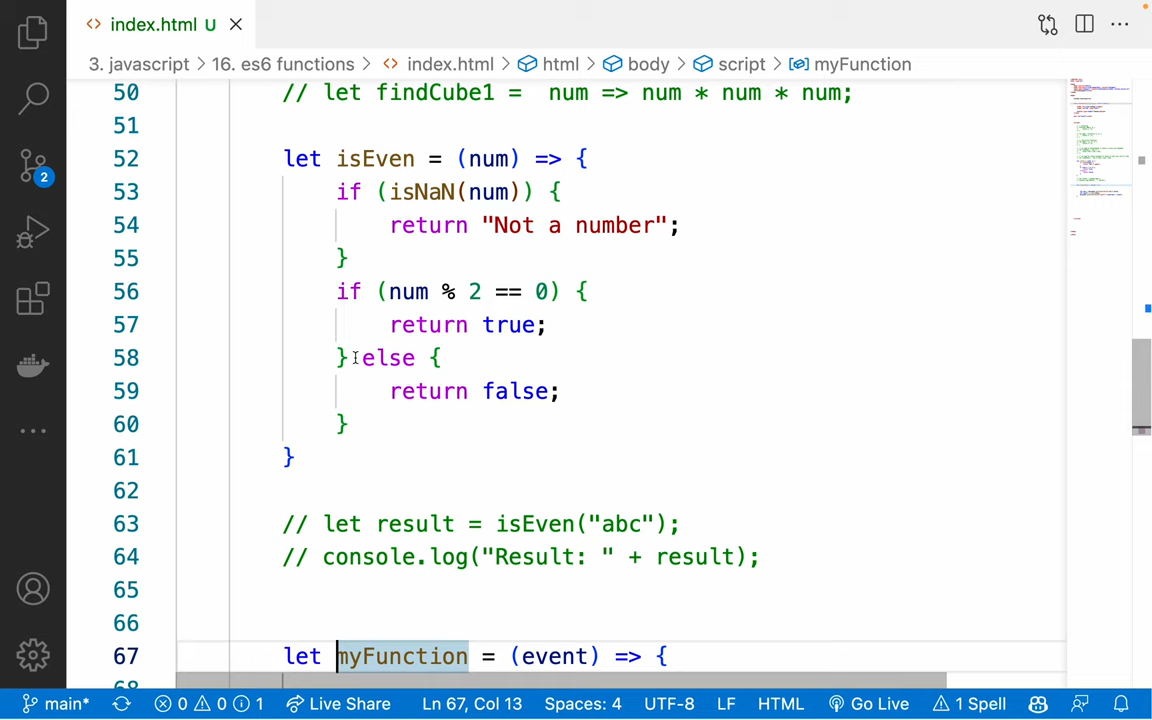 index.html U
3. javascript > 16. es6 functions > index.html > html > body > script > myFunction
50 // let findCube1 =  num => num * num * num;
51
52 let isEven = (num) => {
53 if (isNaN(num)) {
54 return "Not a number";
55 }
56 if (num % 2 == 0) {
57 return true;
58 } else {
59 return false;
60 }
61 }
62
63 // let result = isEven("abc");
64 // console.log("Result: " + result);
65
66
67 let myFunction = (event) => {
68
2
main* 0 0 1 Live Share Ln 67, Col 13 Spaces: 4 UTF-8 LF HTML Go Live 1 Spell